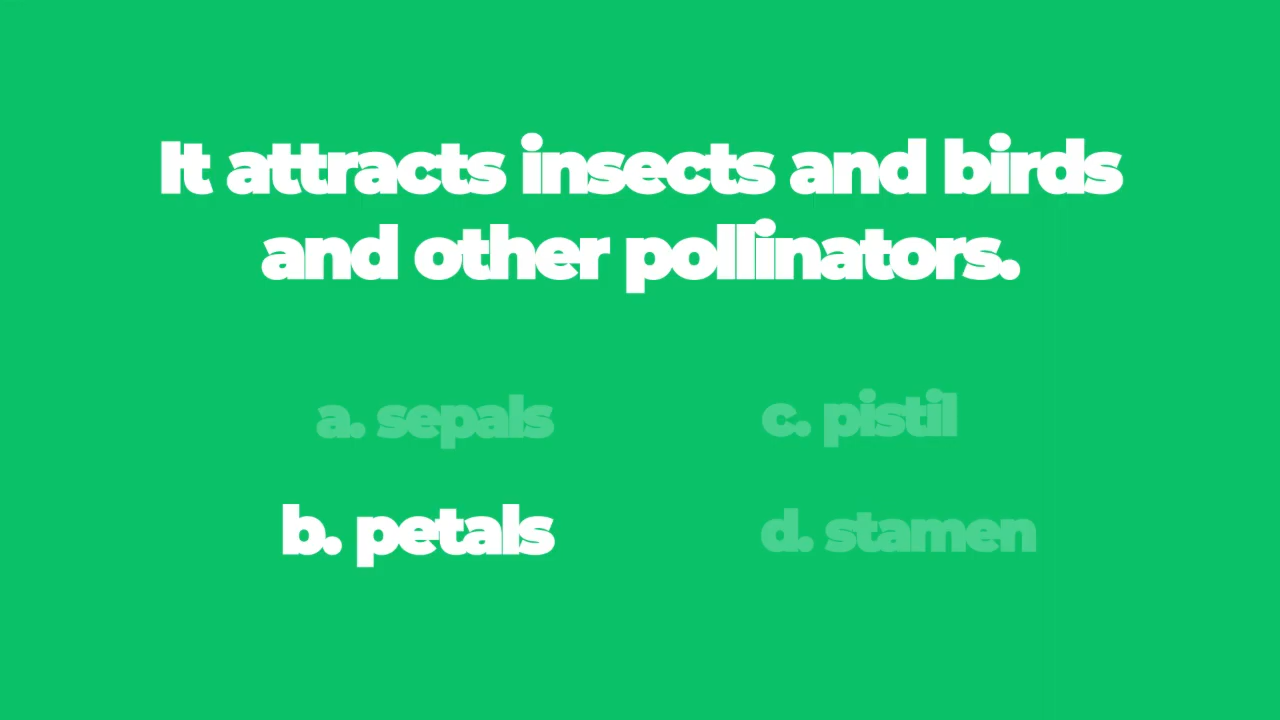 It attracts insects and birds
and other pollinators.
a. sepals
b. petals
c. pistil
d. stamen